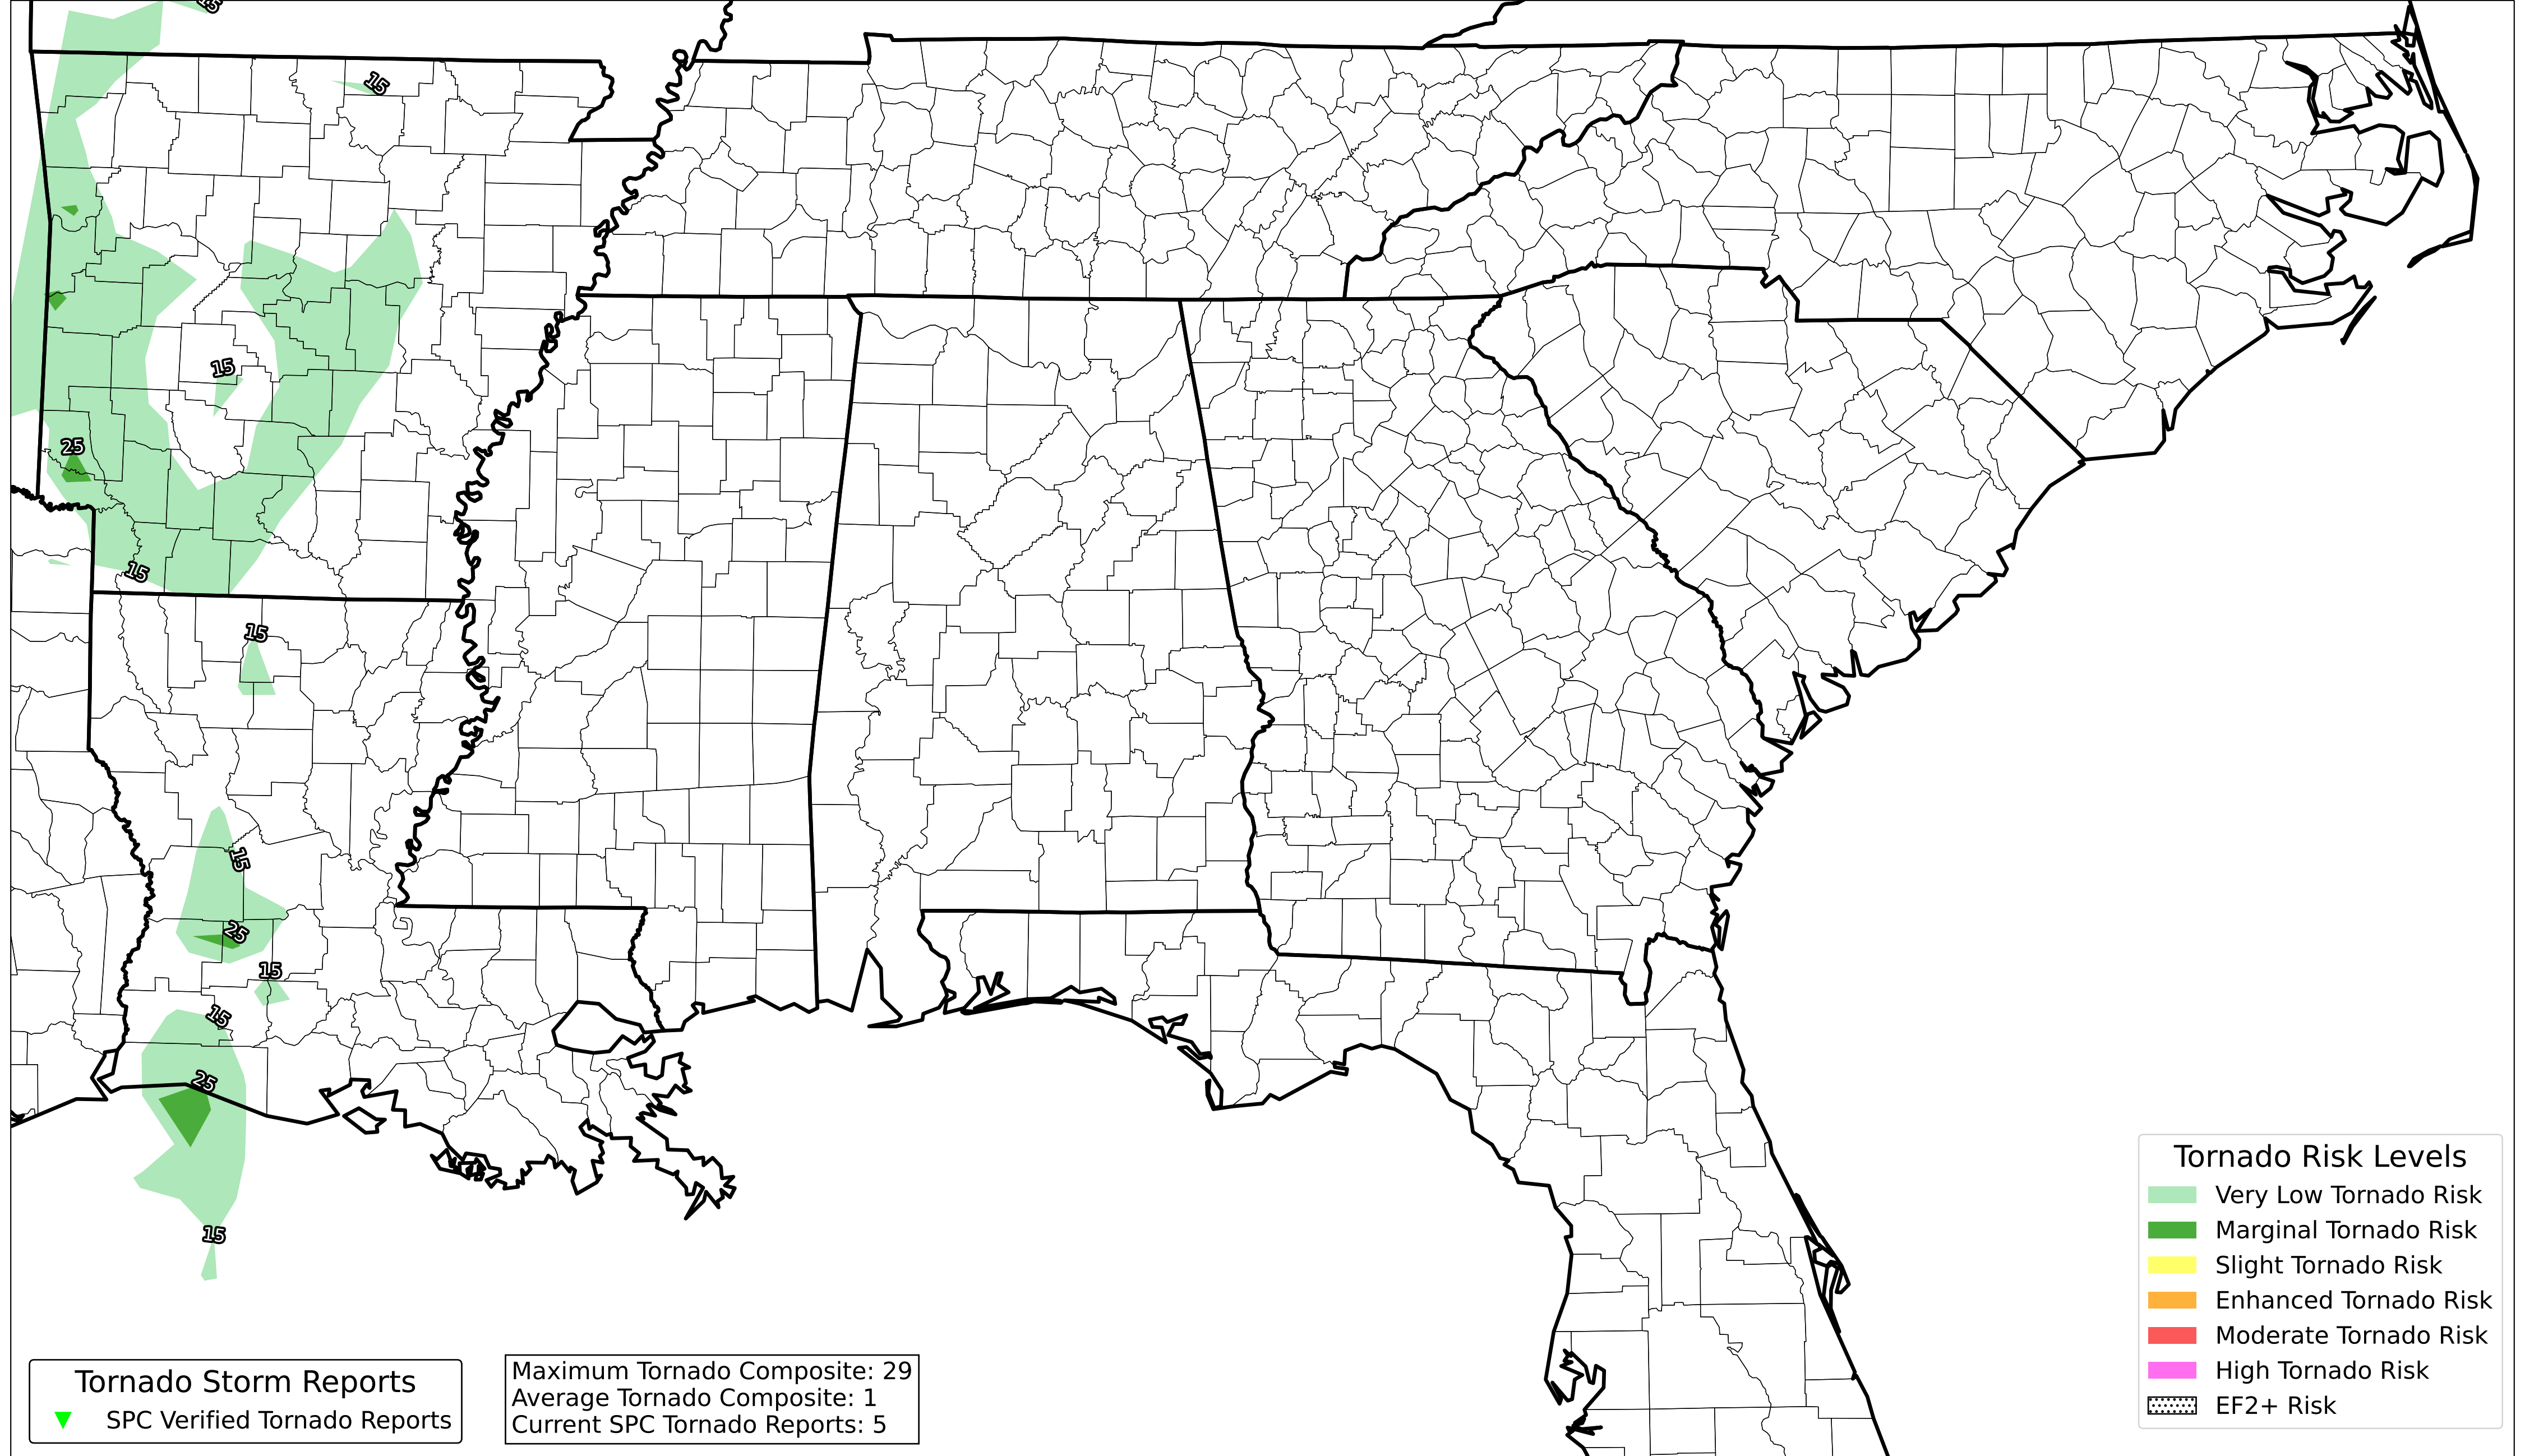 15
15
15
25
15
15
15
25
15
15
25
15
Tornado Risk Levels
Very Low Tornado Risk
Marginal Tornado Risk
Slight Tornado Risk
Enhanced Tornado Risk
Moderate Tornado Risk
High Tornado Risk
EF2+ Risk
Tornado Storm Reports
SPC Verified Tornado Reports
Maximum Tornado Composite: 29
Average Tornado Composite: 1
Current SPC Tornado Reports: 5